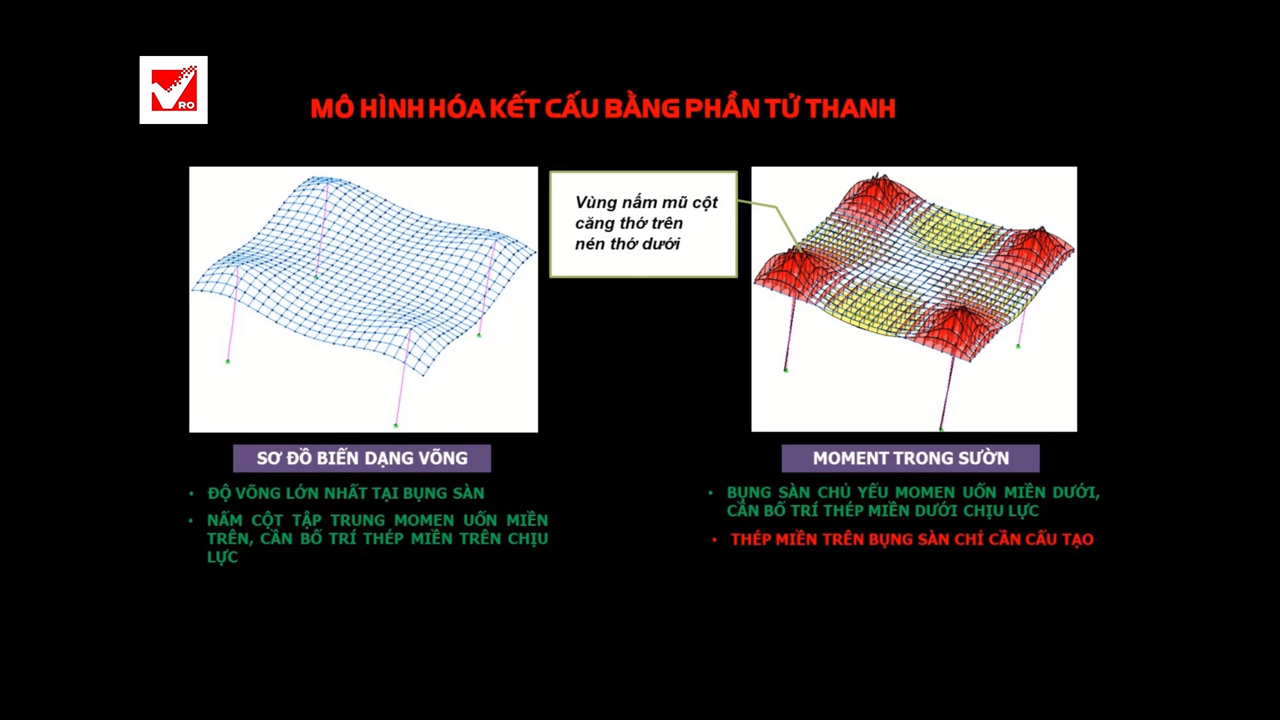 RO
MÔ HÌNH HÓA KẾT CẤU BẰNG PHẦN TỬ THANH
Vùng nấm mũ cột
căng thớ trên
nén thớ dưới
SƠ ĐỒ BIẾN DẠNG VÕNG
• ĐỘ VÕNG LỚN NHẤT TẠI BỤNG SÀN
• NẤM CỘT TẬP TRUNG MOMEN UỐN MIỀN
TRÊN, CẦN BỐ TRÍ THÉP MIỀN TRÊN CHỊU
LỰC
MOMENT TRONG SƯỜN
• BỤNG SÀN CHỦ YẾU MOMEN UỐN MIỀN DƯỚI,
CẦN BỐ TRÍ THÉP MIỀN DƯỚI CHỊU LỰC
• THÉP MIỀN TRÊN BỤNG SÀN CHỈ CẦN CẤU TẠO